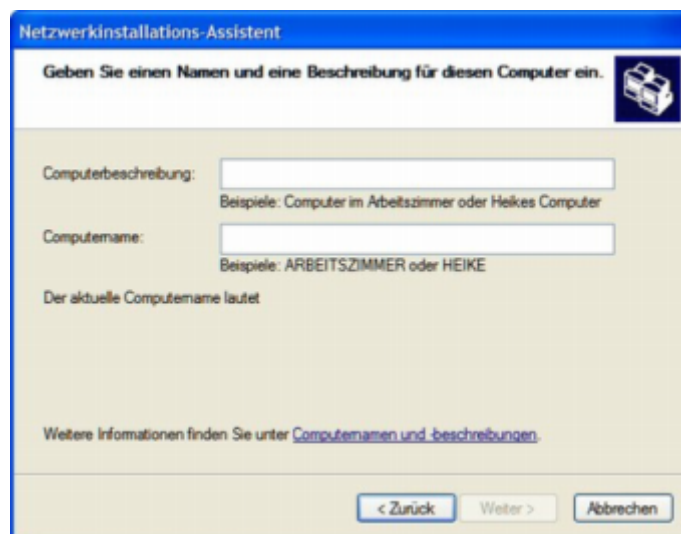 Netzwerkinstallations-Assistent
Geben Sie einen Namen und eine Beschreibung für diesen Computer ein.
Computerbeschreibung:
Beispiele: Computer im Arbeitszimmer oder Heikes Computer
Computername:
Beispiele: ARBEITSZIMMER oder HEIKE
Der aktuelle Computername lautet
Weitere Informationen finden Sie unter Computernamen und -beschreibungen.
< Zurück Weiter > Abbrechen